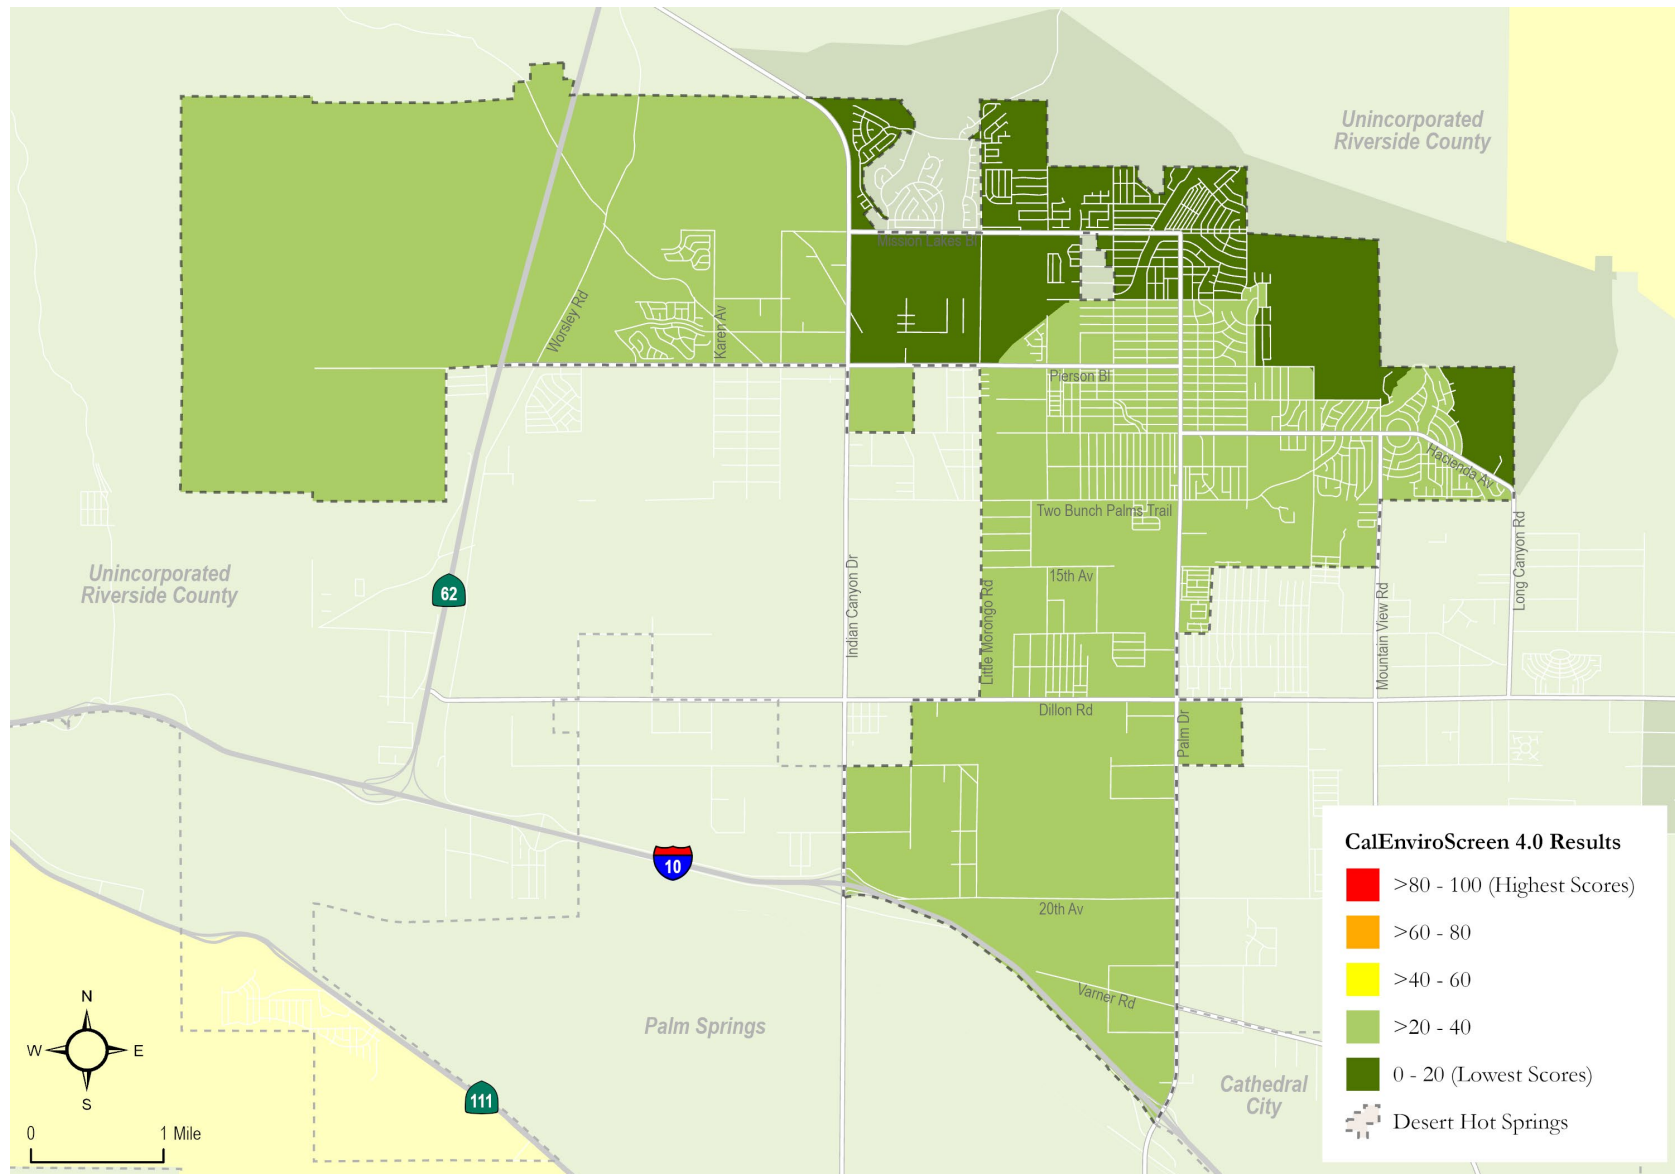 Unincorporated
Riverside County
Mission Lakes Bl
Worsley Rd
Karen Av
Pierson Bl
Hacienda Av
Two Bunch Palms Trail
Long Canyon Rd
Unincorporated
Riverside County
62
Indian Canyon Dr
15th Av
Little Morongo Rd
Mountain View Rd
Dillon Rd
Palm Dr
10
20th Av
Varner Rd
Palm Springs
Cathedral
City
111
N
W
E
S
0
1 Mile
CalEnviroScreen 4.0 Results
>80 - 100 (Highest Scores)
>60 - 80
>40 - 60
>20 - 40
0 - 20 (Lowest Scores)
Desert Hot Springs